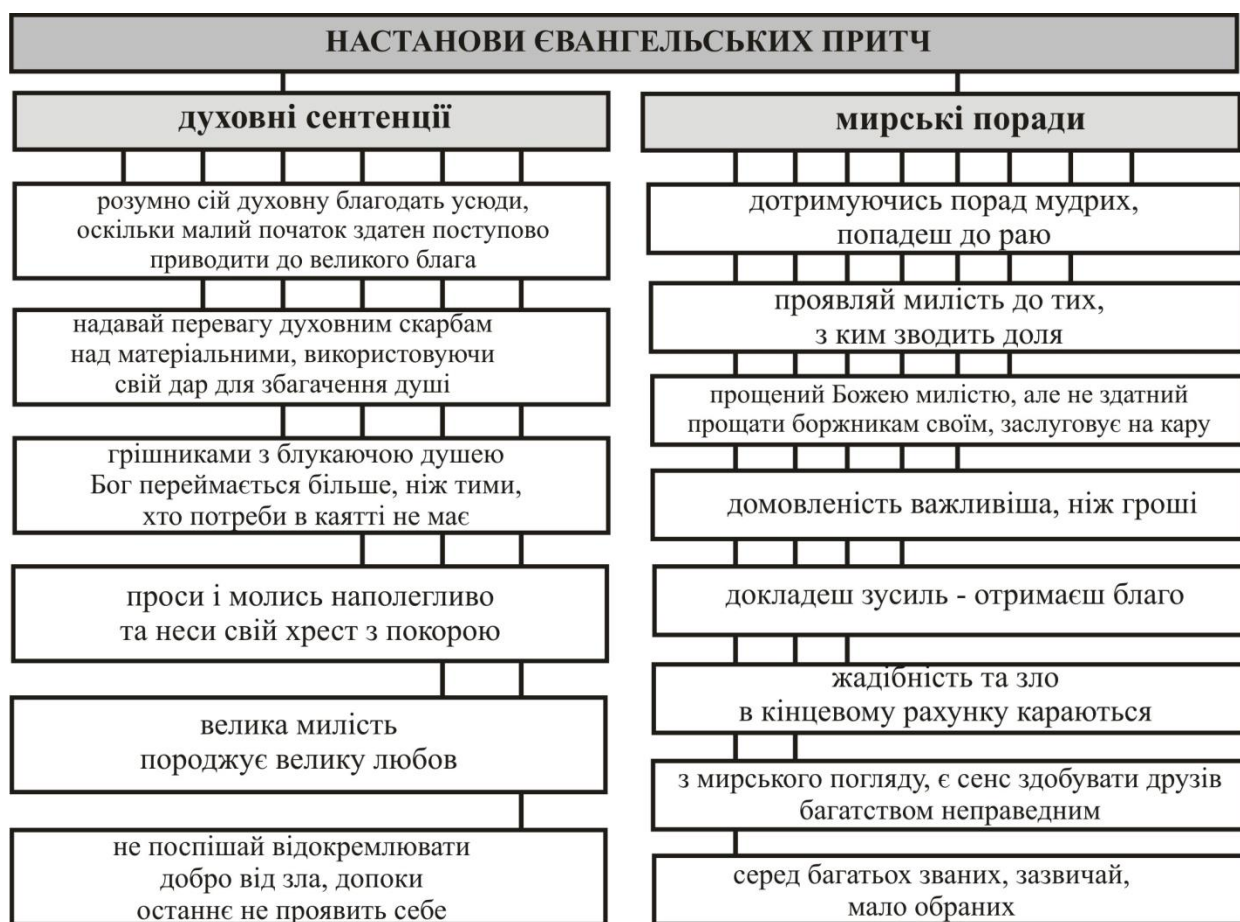 НАСТАНОВИ ЄВАНГЕЛЬСЬКИХ ПРИТЧ
духовні сентенції
розумно сій духовну благодать усюди,
оскільки малий початок здатен поступово
приводити до великого блага
надавай перевагу духовним скарбам
над матеріальними, використовуючи
свій дар для збагачення душі
грішниками з блукаючою душею
Бог переймається більше, ніж тими,
хто потреби в каятті не має
проси і молись наполегливо
та неси свій хрест з покорою
велика милість
породжує велику любов
не поспішай відокремлювати
добро від зла, допоки
останнє не проявить себе
мирські поради
дотримуючись порад мудрих,
попадеш до раю
проявляй милість до тих,
з ким зводить доля
прощений Божею милістю, але не здатний
прощати боржникам своїм, заслуговує на кару
домовленість важливіша, ніж гроші
докладеш зусиль - отримаєш благо
жадібність та зло
в кінцевому рахунку караються
з мирського погляду, є сенс здобувати друзів
багатством неправедним
серед багатьох званих, зазвичай,
мало обраних